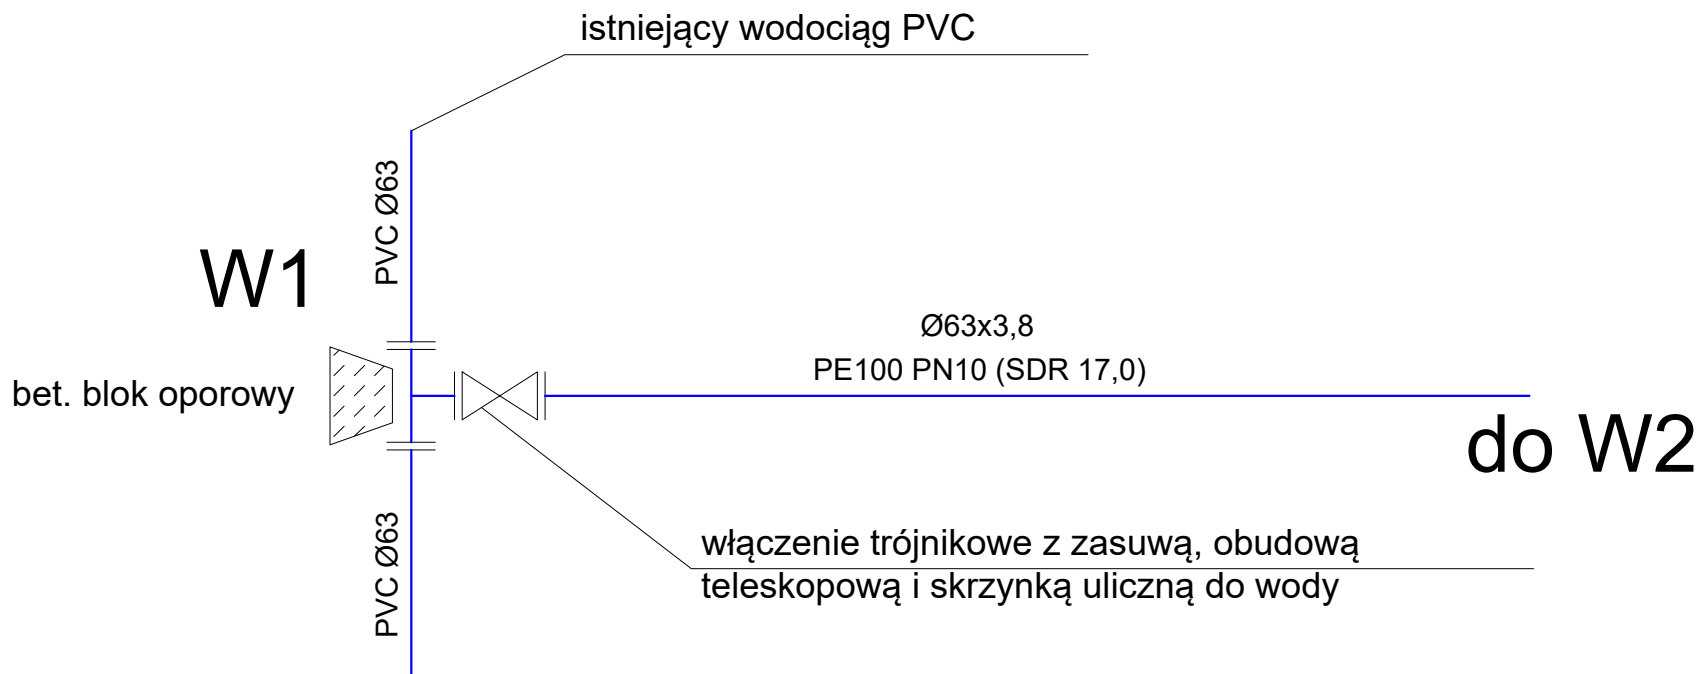 istniejący wodociąg PVC
PVC Ø63
W1
Ø63x3,8
PE100 PN10 (SDR 17,0)
bet. blok oporowy
do W2
włączenie trójnikowe z zasuwą, obudową
teleskopową i skrzynką uliczną do wody
PVC Ø63